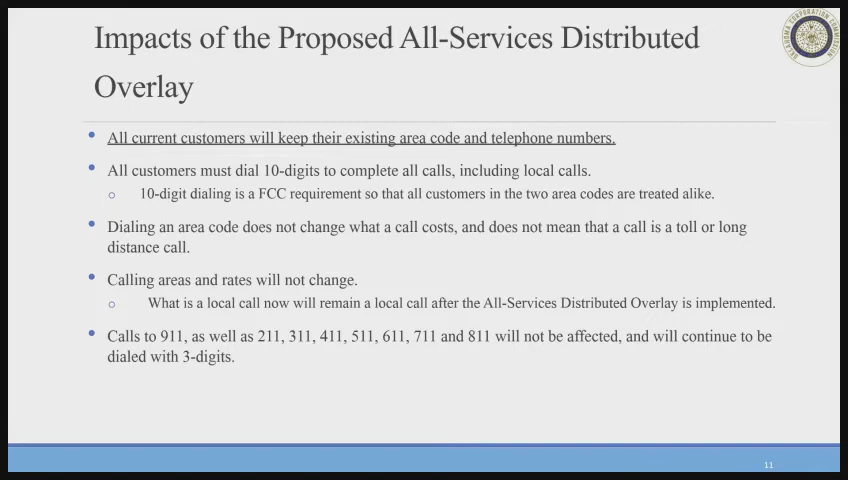 Impacts of the Proposed All-Services Distributed
Overlay
OKLAHOMA CORPORATION COMMISSION
• All current customers will keep their existing area code and telephone numbers.
• All customers must dial 10-digits to complete all calls, including local calls.
o 10-digit dialing is a FCC requirement so that all customers in the two area codes are treated alike.
• Dialing an area code does not change what a call costs, and does not mean that a call is a toll or long
distance call.
• Calling areas and rates will not change.
o What is a local call now will remain a local call after the All-Services Distributed Overlay is implemented.
• Calls to 911, as well as 211, 311, 411, 511, 611, 711 and 811 will not be affected, and will continue to be
dialed with 3-digits.
11